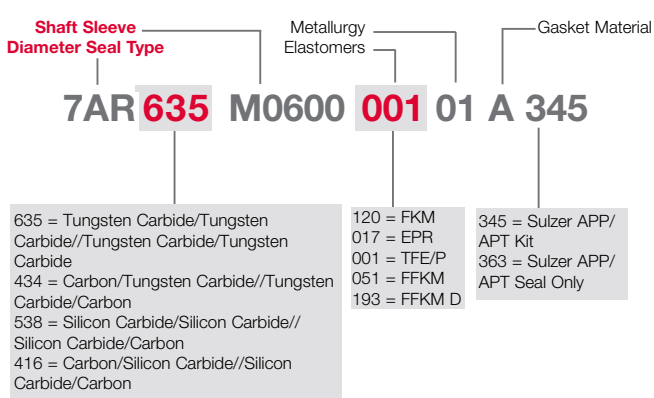 Shaft Sleeve
Diameter Seal Type
Metallurgy
Elastomers
Gasket Material
7AR 635 M0600 001 01 A 345
635 = Tungsten Carbide/Tungsten
Carbide//Tungsten Carbide/Tungsten
Carbide
434 = Carbon/Tungsten Carbide//Tungsten
Carbide/Carbon
538 = Silicon Carbide/Silicon Carbide//
Silicon Carbide/Carbon
416 = Carbon/Silicon Carbide//Silicon
Carbide/Carbon
120 = FKM
017 = EPR
001 = TFE/P
051 = FFKM
193 = FFKM D
345 = Sulzer APP/
APT Kit
363 = Sulzer APP/
APT Seal Only